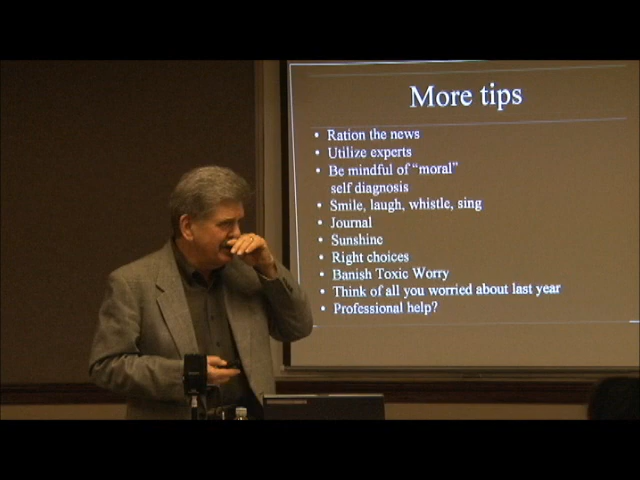 More tips
• Ration the news
• Utilize experts
• Be mindful of “moral”
self diagnosis
• Smile, laugh, whistle, sing
• Journal
• Sunshine
• Right choices
• Banish Toxic Worry
• Think of all you worried about last year
• Professional help?